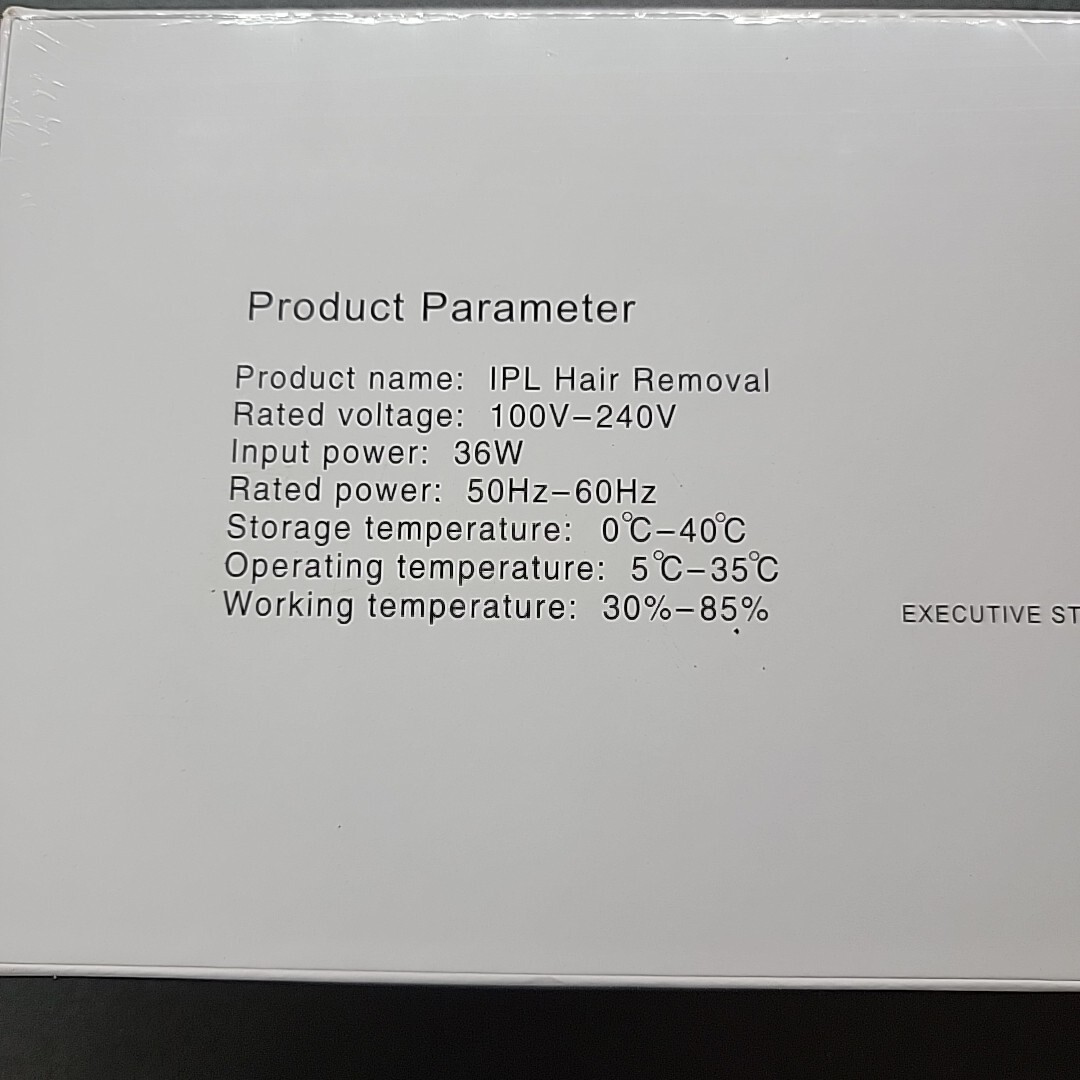 Product Parameter
Product name: IPL Hair Removal
Rated voltage: 100V–240V
Input power: 36W
Rated power: 50Hz–60Hz
Storage temperature: 0℃–40℃
Operating temperature: 5℃–35℃
Working temperature: 30%–85%
EXECUTIVE